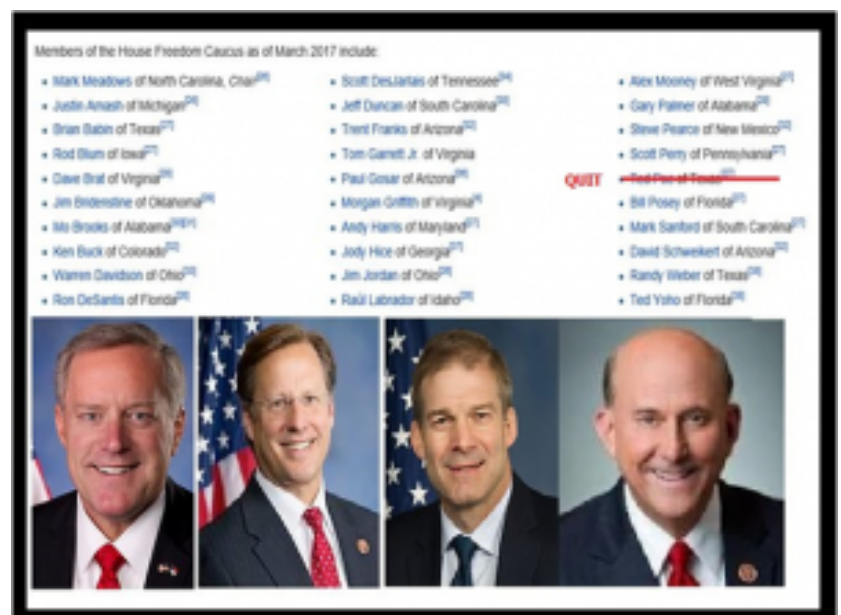 Members of the House Freedom Caucus as of March 2017 include:
Mark Meadows of North Carolina, Chair
Justin Amash of Michigan
Brian Babin of Texas
Rod Blum of Iowa
Dave Brat of Virginia
Jim Bridenstine of Oklahoma
Mo Brooks of Alabama
Ken Buck of Colorado
Warren Davidson of Ohio
Ron DeSantis of Florida
Scott DesJarlais of Tennessee
Jeff Duncan of South Carolina
Trent Franks of Arizona
Tom Garrett Jr. of Virginia
Paul Gosar of Arizona
Morgan Griffith of Virginia
Andy Harris of Maryland
Jody Hice of Georgia
Jim Jordan of Ohio
Raúl Labrador of Idaho
Alex Mooney of West Virginia
Gary Palmer of Alabama
Steve Pearce of New Mexico
Scott Perry of Pennsylvania
QUIT Ted Poe of Texas
Bill Posey of Florida
Mark Sanford of South Carolina
David Schweikert of Arizona
Randy Weber of Texas
Ted Yoho of Florida